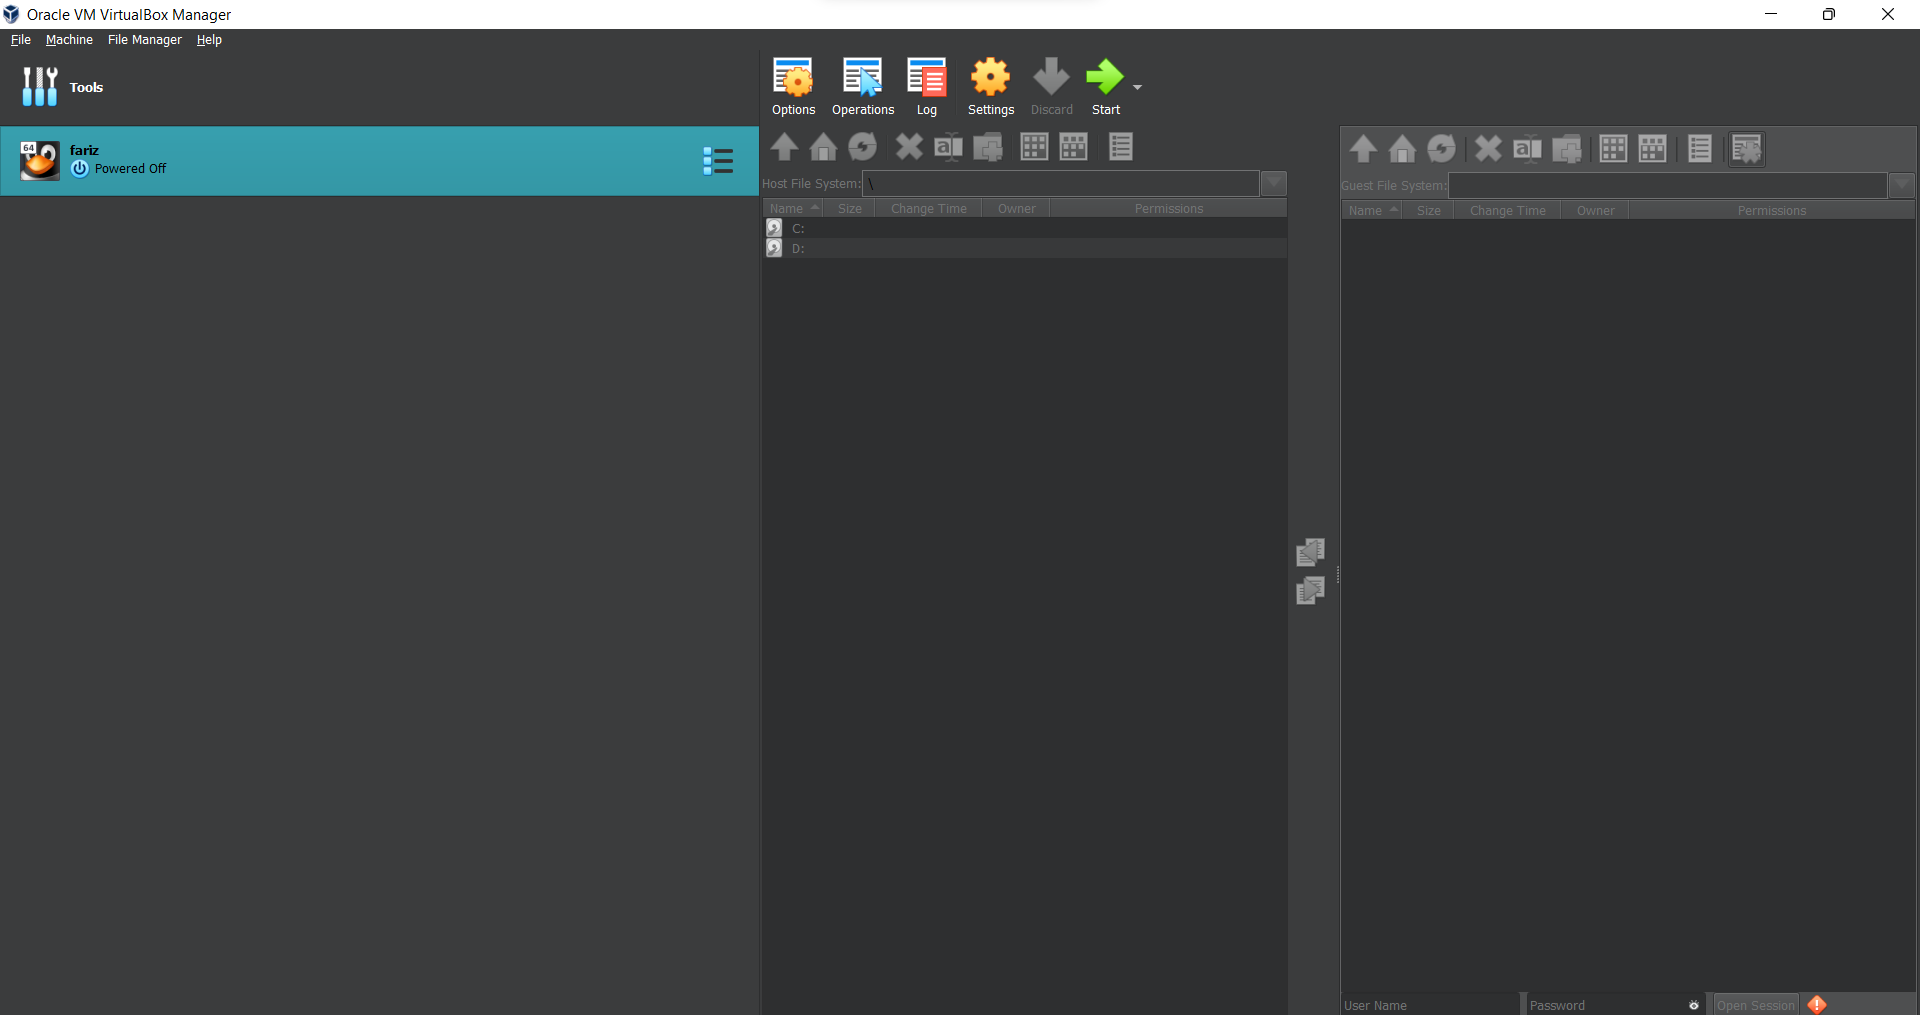 Oracle VM VirtualBox Manager
File Machine File Manager Help
Tools
Options Operations Log Settings Discard Start
64
fariz
Powered Off
Host File System: \
Name Size Change Time Owner Permissions
C:
D:
Guest File System:
Name Size Change Time Owner Permissions
User Name Password Open Session